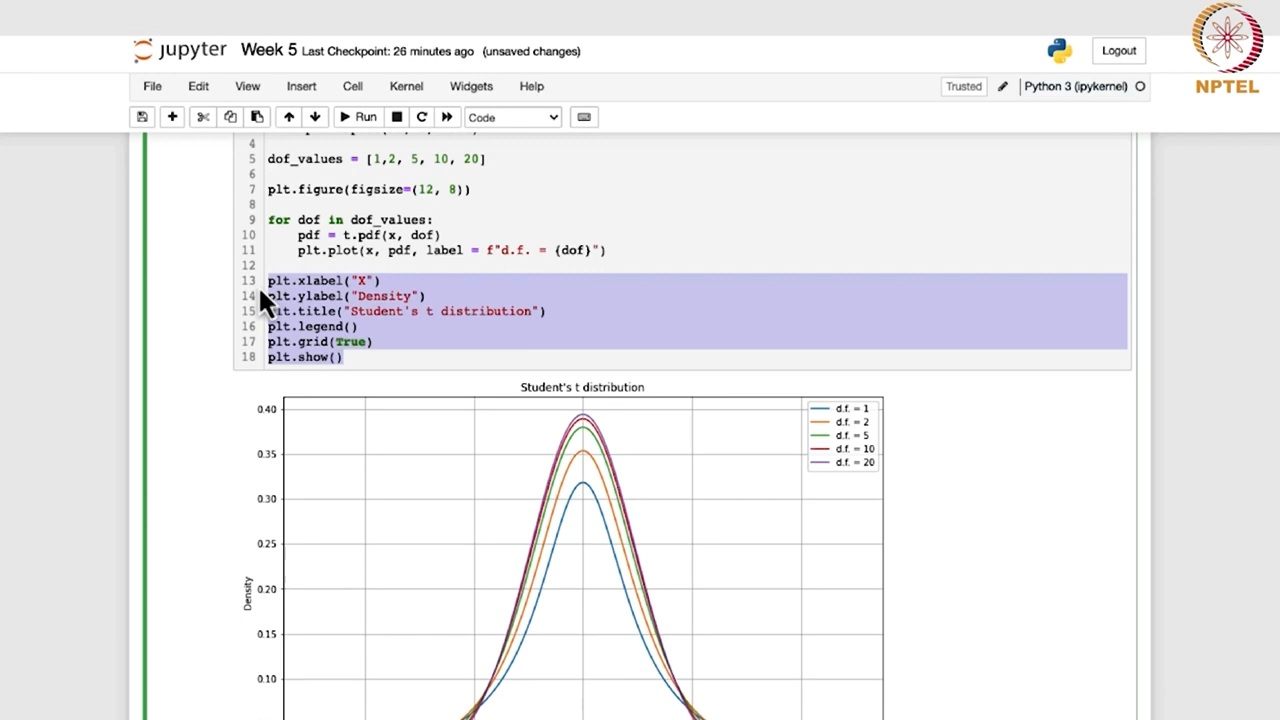 jupyter Week 5 Last Checkpoint: 26 minutes ago (unsaved changes)
Logout
NPTEL
File Edit View Insert Cell Kernel Widgets Help
Trusted Python 3 (ipykernel)
Run Code
4
5 dof_values = [1,2, 5, 10, 20]
6
7 plt.figure(figsize=(12, 8))
8
9 for dof in dof_values:
10 pdf = t.pdf(x, dof)
11 plt.plot(x, pdf, label = f"d.f. = {dof}")
12
13 plt.xlabel("X")
14 plt.ylabel("Density")
15 plt.title("Student's t distribution")
16 plt.legend()
17 plt.grid(True)
18 plt.show()
Student's t distribution
0.40
0.35
0.30
0.25
0.20
0.15
0.10
Density
d.f. = 1
d.f. = 2
d.f. = 5
d.f. = 10
d.f. = 20